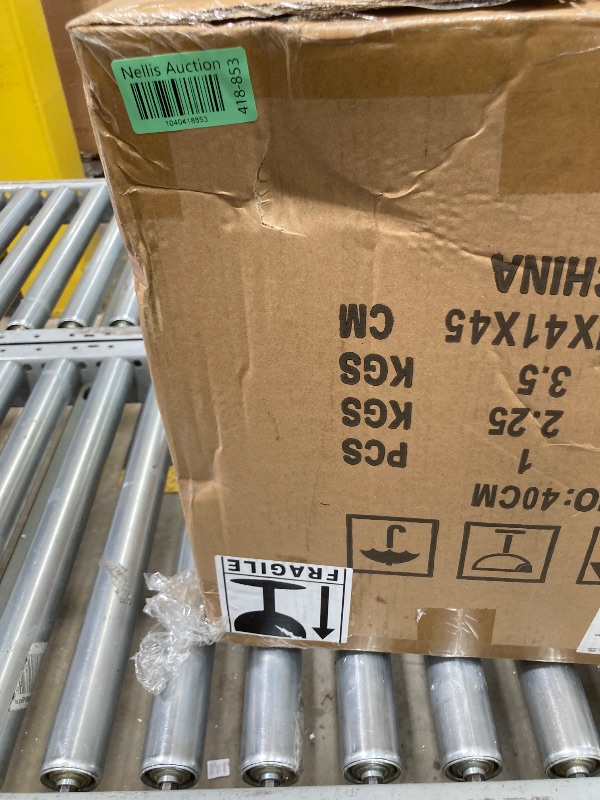 Nellis Auction
418-853
1040418853
O:40CM
1 PCS
2.25 KGS
3.5 KGS
X41X45 CM
CHINA
FRAGILE